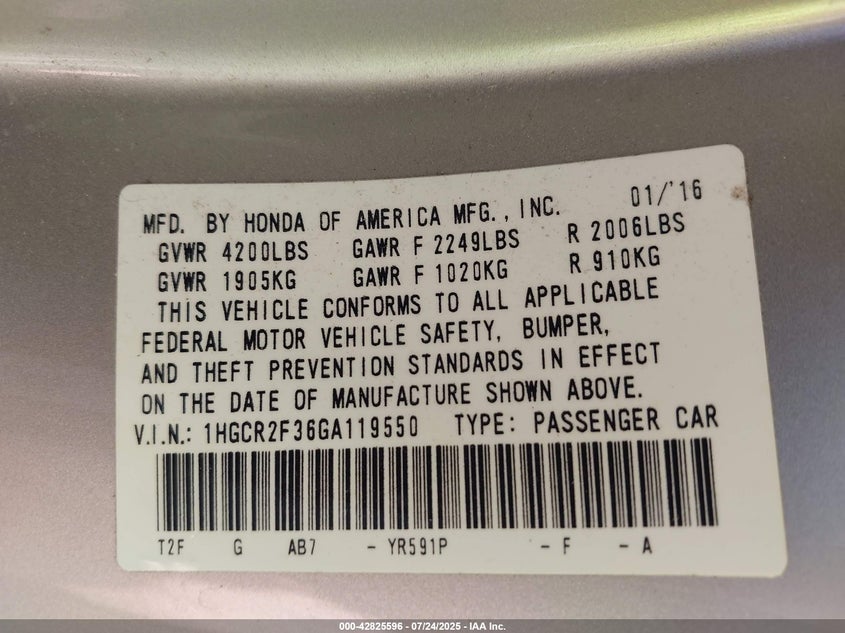 MFD. BY HONDA OF AMERICA MFG., INC. 01/'16
GVWR 4200LBS GAWR F 2249LBS R 2006LBS
GVWR 1905KG GAWR F 1020KG R 910KG
THIS VEHICLE CONFORMS TO ALL APPLICABLE
FEDERAL MOTOR VEHICLE SAFETY, BUMPER,
AND THEFT PREVENTION STANDARDS IN EFFECT
ON THE DATE OF MANUFACTURE SHOWN ABOVE.
V.I.N.: 1HGCR2F36GA119550 TYPE: PASSENGER CAR
T2F G AB7 - YR591P - F - A
000-42825596 - 07/24/2025 - IAA Inc.